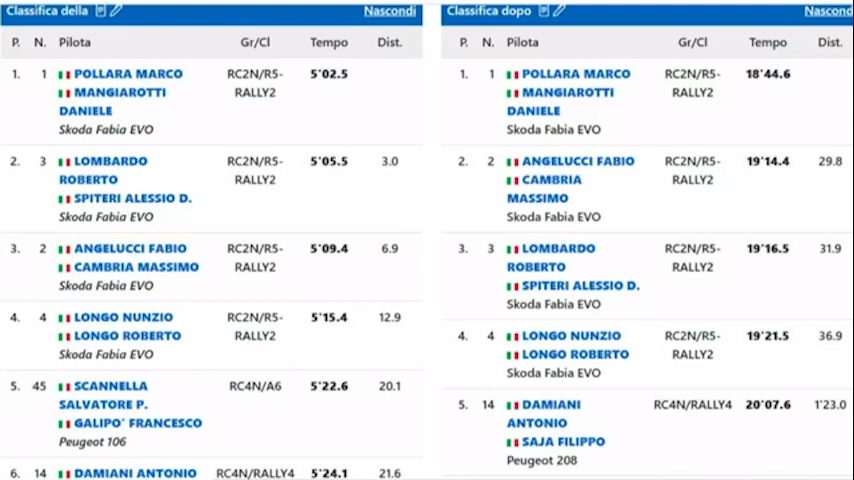 Classifica della Nascondi
P. N. Pilota Gr/Cl Tempo Dist.
1. 1 POLLARA MARCO RC2N/R5- 5'02.5
MANGIAROTTI RALLY2
DANIELE
Skoda Fabia EVO
2. 3 LOMBARDO RC2N/R5- 5'05.5 3.0
ROBERTO RALLY2
SPITERI ALESSIO D.
Skoda Fabia EVO
3. 2 ANGELUCCI FABIO RC2N/R5- 5'09.4 6.9
CAMBRIA MASSIMO RALLY2
Skoda Fabia EVO
4. 4 LONGO NUNZIO RC2N/R5- 5'15.4 12.9
LONGO ROBERTO RALLY2
Skoda Fabia EVO
5. 45 SCANNELLA RC4N/A6 5'22.6 20.1
SALVATORE P.
GALIPO' FRANCESCO
Peugeot 106
6. 14 DAMIANI ANTONIO RC4N/RALLY4 5'24.1 21.6
Classifica dopo Nascond
P. N. Pilota Gr/Cl Tempo Dist.
1. 1 POLLARA MARCO RC2N/R5- 18'44.6
MANGIAROTTI RALLY2
DANIELE
Skoda Fabia EVO
2. 2 ANGELUCCI FABIO RC2N/R5- 19'14.4 29.8
CAMBRIA RALLY2
MASSIMO
Skoda Fabia EVO
3. 3 LOMBARDO RC2N/R5- 19'16.5 31.9
ROBERTO RALLY2
SPITERI ALESSIO D.
Skoda Fabia EVO
4. 4 LONGO NUNZIO RC2N/R5- 19'21.5 36.9
LONGO ROBERTO RALLY2
Skoda Fabia EVO
5. 14 DAMIANI RC4N/RALLY4 20'07.6 1'23.0
ANTONIO
SAJA FILIPPO
Peugeot 208